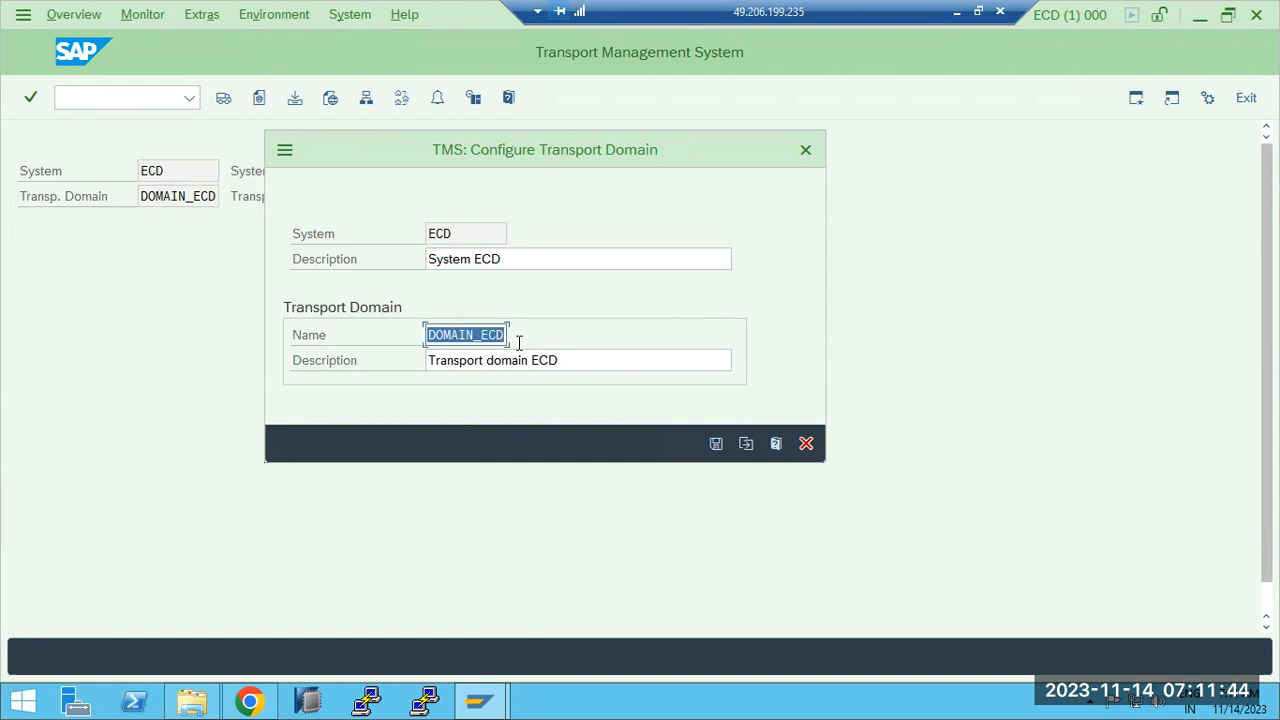 Overview Monitor Extras Environment System Help 49.206.199.235 ECD (1) 000
SAP Transport Management System
Exit
TMS: Configure Transport Domain
System ECD Syste
Transp. Domain DOMAIN_ECD Transp
System ECD
Description System ECD
Transport Domain
Name DOMAIN_ECD
Description Transport domain ECD
2023-11-14 07:11:44
IN 11/14/2023